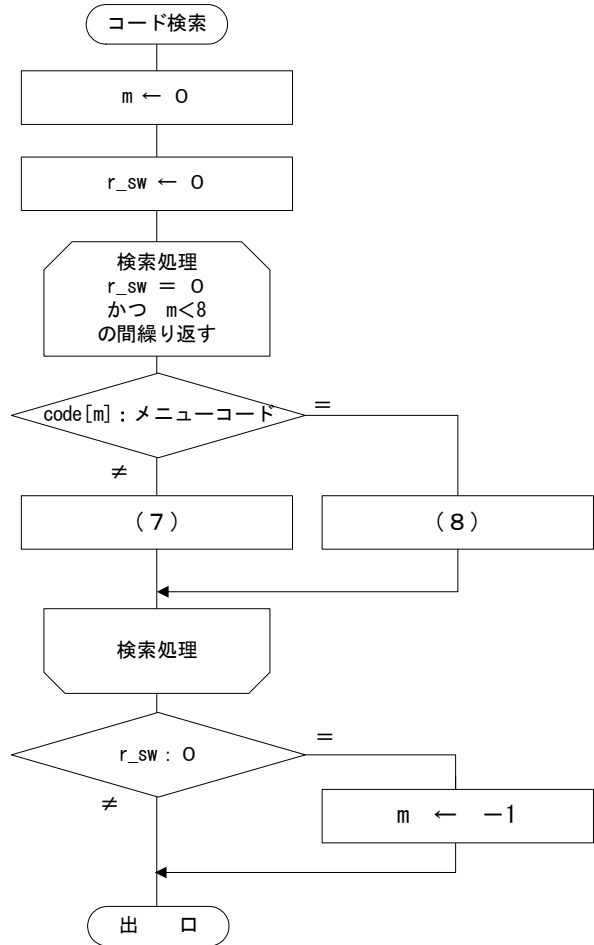 コード検索
m ← 0
r_sw ← 0
検索処理
r_sw ＝ 0
かつ m<8
の間繰り返す
code[m]：メニューコード
＝
≠
（７）
（８）
検索処理
r_sw：0
＝
≠
m ← －1
出 口